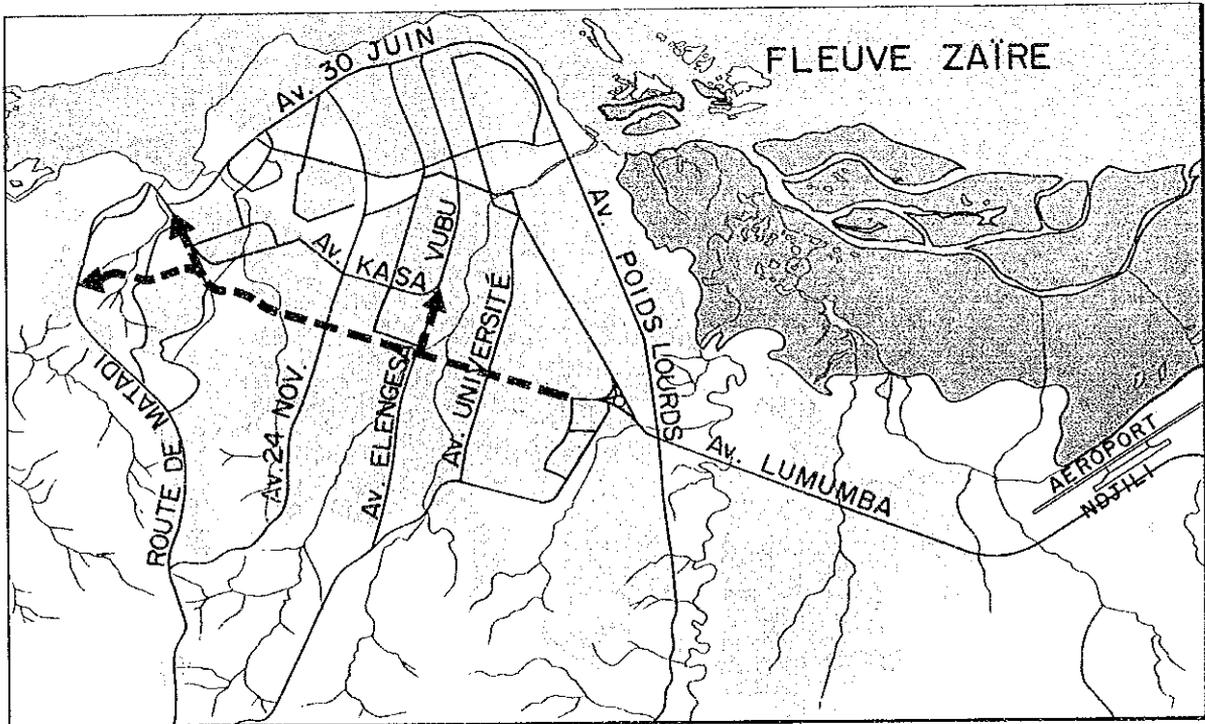 FLEUVE ZAÏRE
Av. 30 JUIN
Av. KASA VUBU
Av. POIDS LOURDS
Av. UNIVERSITÉ
Av ELENGESA
Av. 24 NOV.
ROUTE DE MATADI
Av. LUMUMBA
AÉROPORT
NDJILI